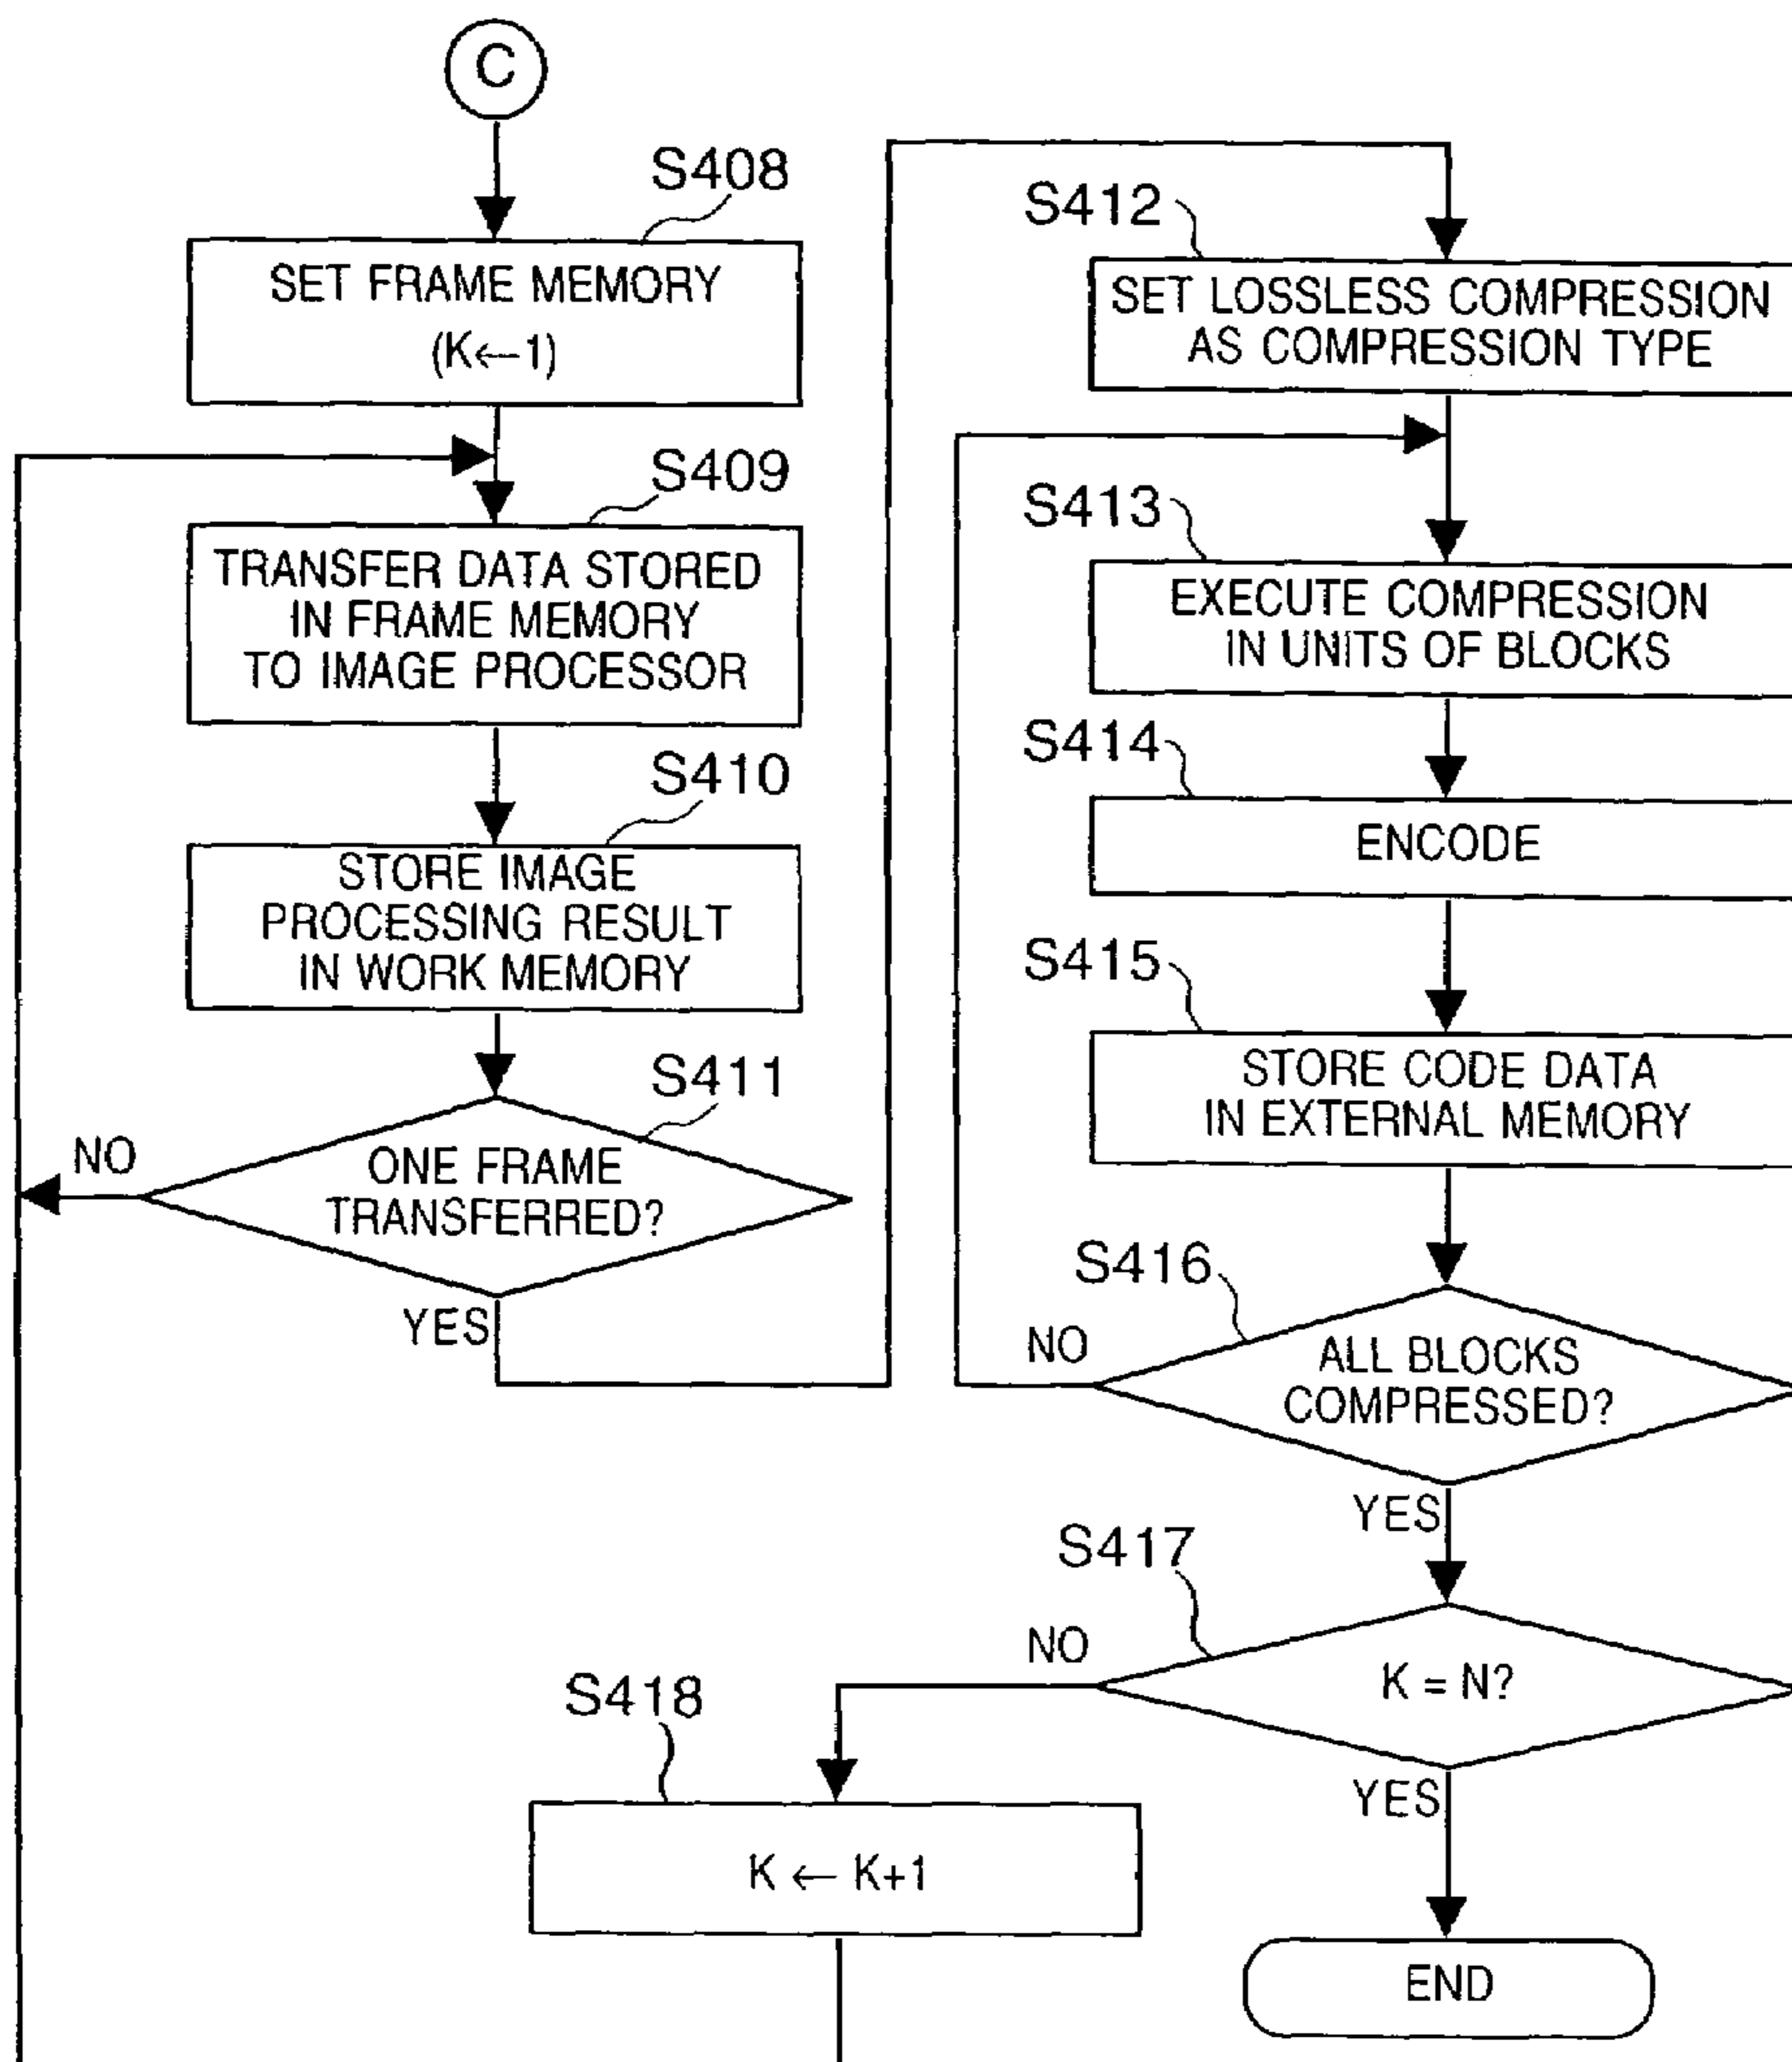 C
S408
SET FRAME MEMORY
(K←1)
S409
TRANSFER DATA STORED
IN FRAME MEMORY
TO IMAGE PROCESSOR
S410
STORE IMAGE
PROCESSING RESULT
IN WORK MEMORY
S411
ONE FRAME
TRANSFERRED?
NO
YES
S412
SET LOSSLESS COMPRESSION
AS COMPRESSION TYPE
S413
EXECUTE COMPRESSION
IN UNITS OF BLOCKS
S414
ENCODE
S415
STORE CODE DATA
IN EXTERNAL MEMORY
S416
ALL BLOCKS
COMPRESSED?
NO
YES
S417
K = N?
NO
YES
S418
K ← K+1
END